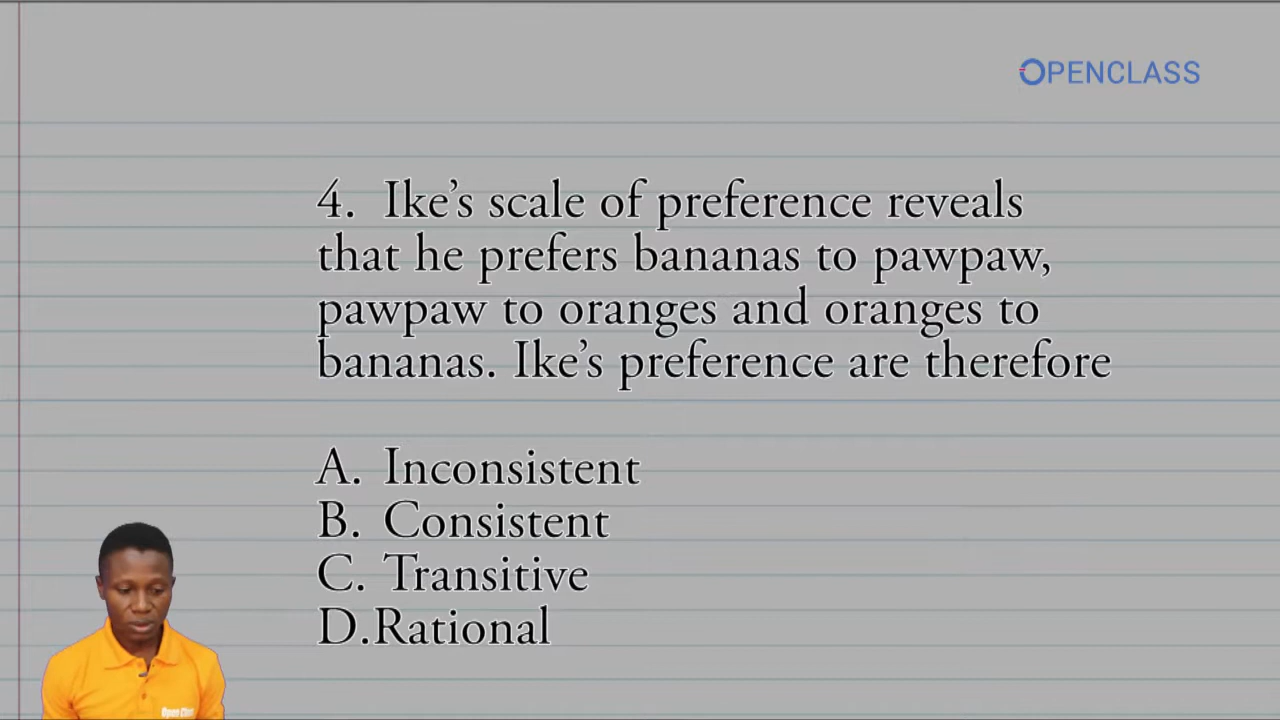 OPENCLASS
4. Ike's scale of preference reveals
that he prefers bananas to pawpaw,
pawpaw to oranges and oranges to
bananas. Ike's preference are therefore
A. Inconsistent
B. Consistent
C. Transitive
D.Rational